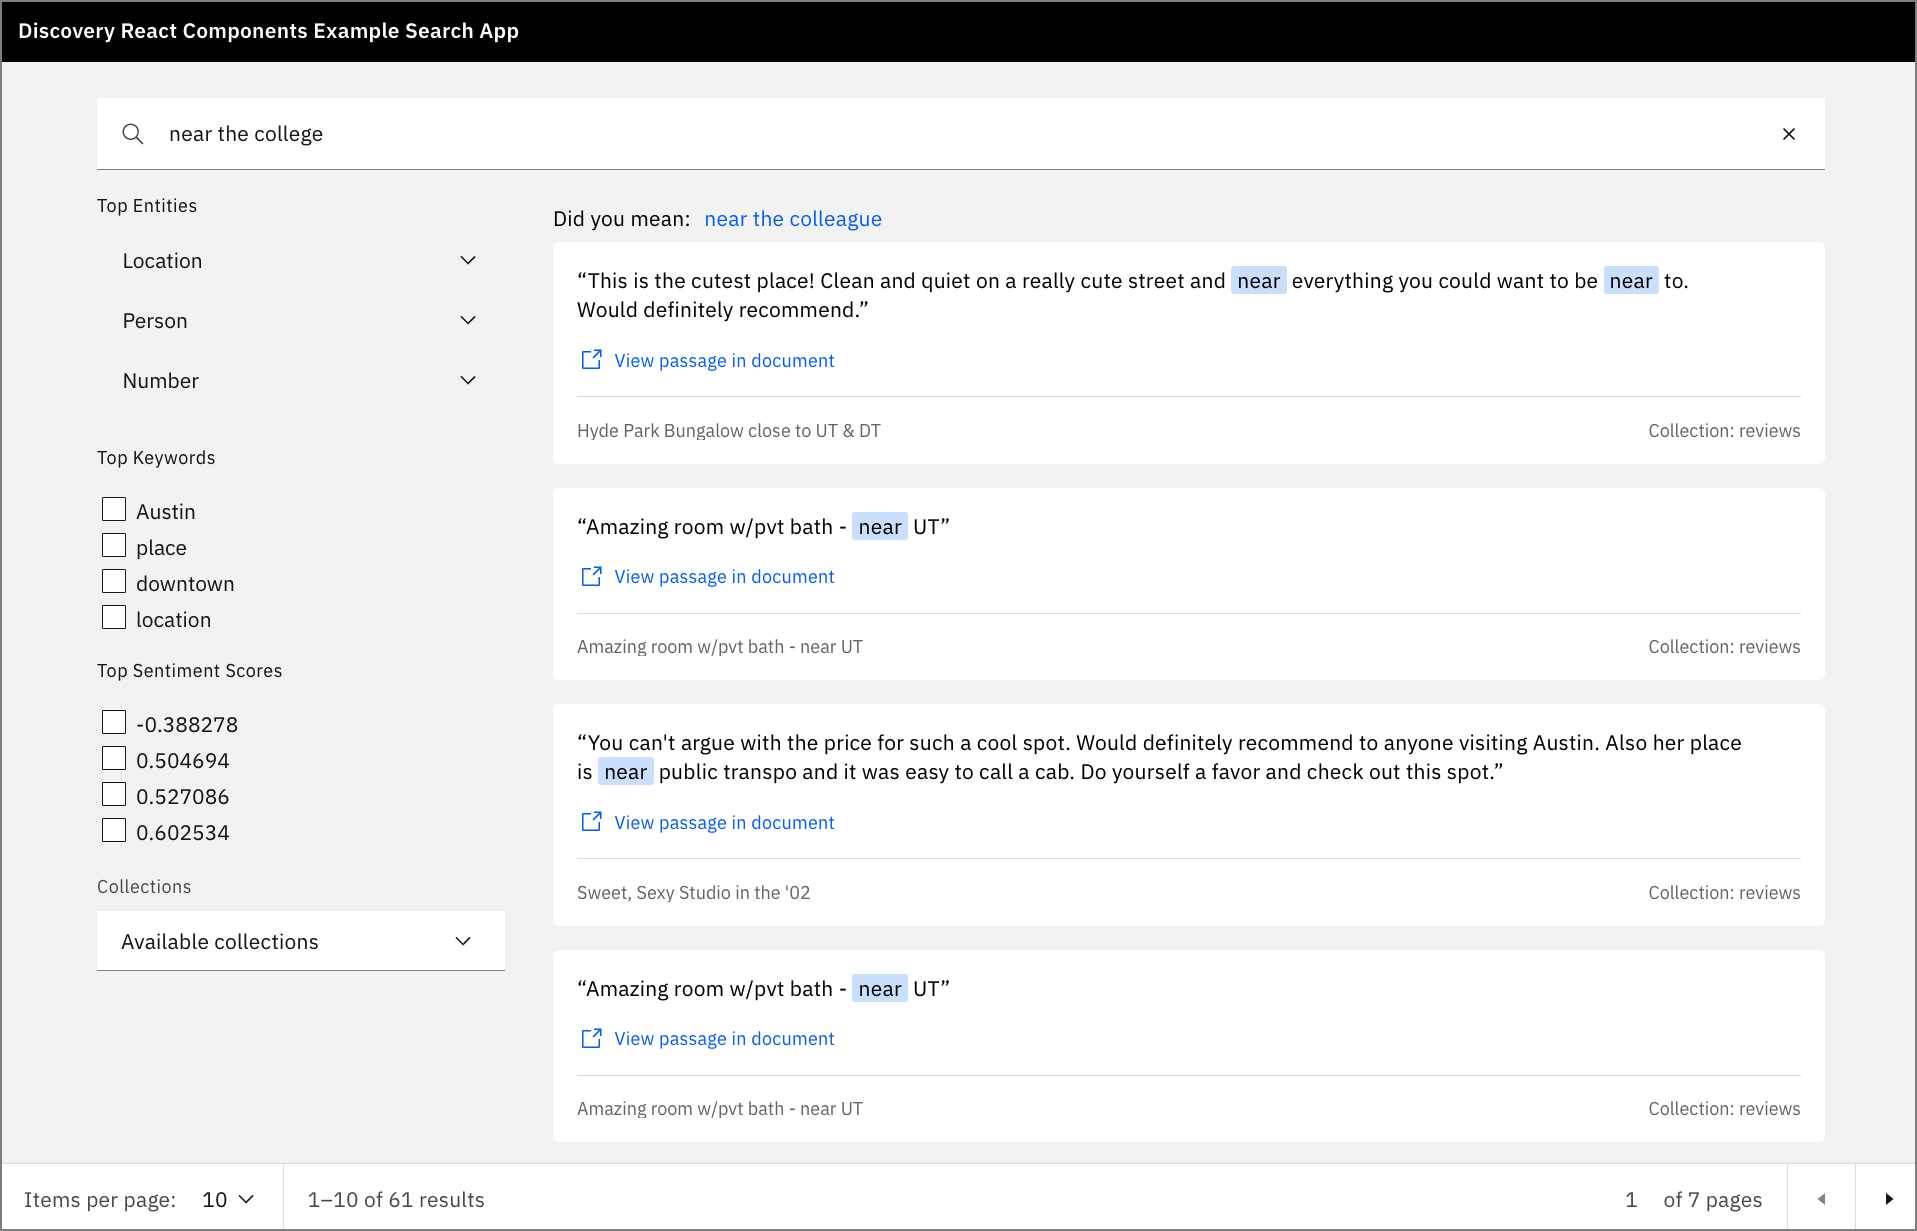 Discovery React Components Example Search App
near the college
Top Entities
Location
Person
Number
Top Keywords
Austin
place
downtown
location
Top Sentiment Scores
-0.388278
0.504694
0.527086
0.602534
Collections
Available collections
Did you mean: near the colleague
“This is the cutest place! Clean and quiet on a really cute street and near everything you could want to be near to.
Would definitely recommend.”
View passage in document
Hyde Park Bungalow close to UT & DT
Collection: reviews
“Amazing room w/pvt bath - near UT”
View passage in document
Amazing room w/pvt bath - near UT
Collection: reviews
“You can't argue with the price for such a cool spot. Would definitely recommend to anyone visiting Austin. Also her place
is near public transpo and it was easy to call a cab. Do yourself a favor and check out this spot.”
View passage in document
Sweet, Sexy Studio in the '02
Collection: reviews
“Amazing room w/pvt bath - near UT”
View passage in document
Amazing room w/pvt bath - near UT
Collection: reviews
Items per page: 10
1–10 of 61 results
1 of 7 pages